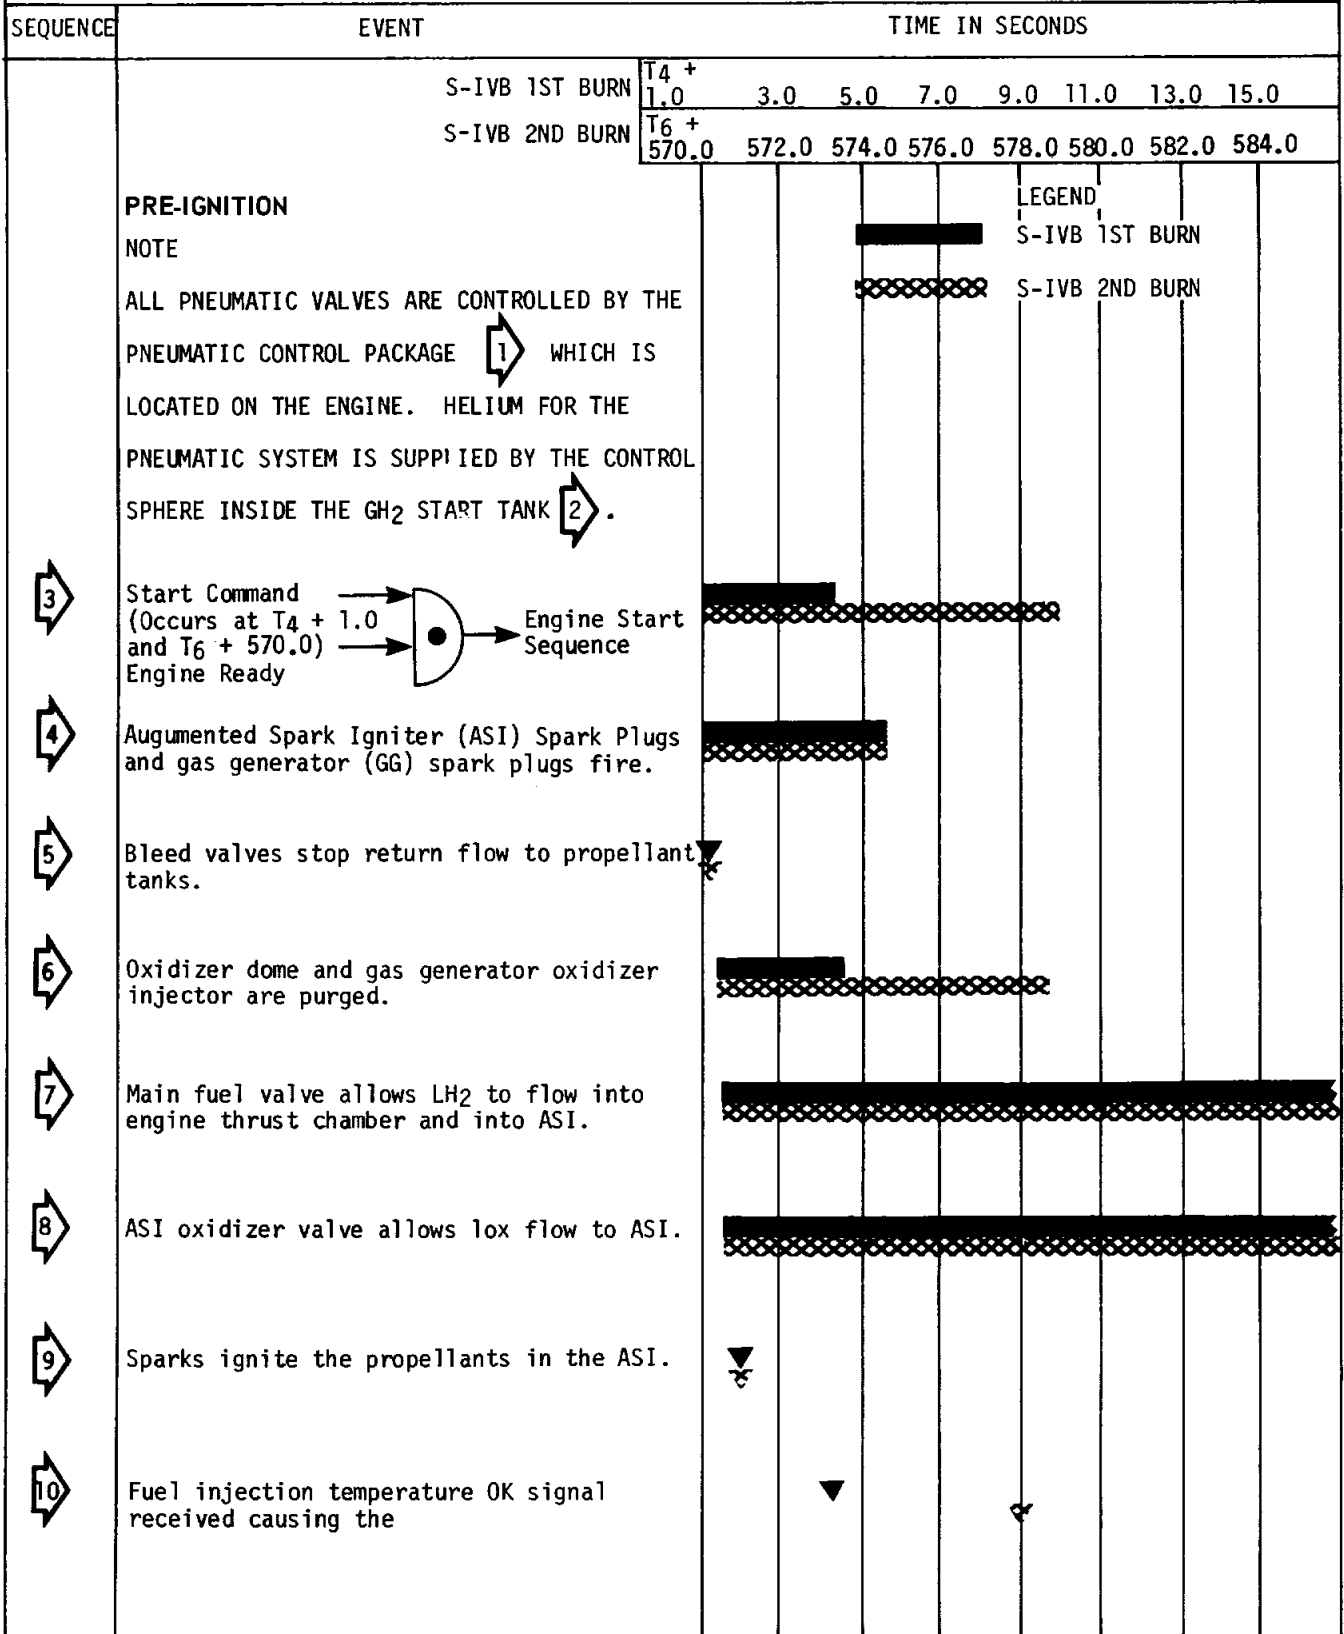 SEQUENCE EVENT TIME IN SECONDS
S-IVB 1ST BURN T4 +
1.0 3.0 5.0 7.0 9.0 11.0 13.0 15.0
S-IVB 2ND BURN T6 +
570.0 572.0 574.0 576.0 578.0 580.0 582.0 584.0
PRE-IGNITION
LEGEND
S-IVB 1ST BURN
S-IVB 2ND BURN
NOTE
ALL PNEUMATIC VALVES ARE CONTROLLED BY THE
PNEUMATIC CONTROL PACKAGE 1 WHICH IS
LOCATED ON THE ENGINE. HELIUM FOR THE
PNEUMATIC SYSTEM IS SUPPLIED BY THE CONTROL
SPHERE INSIDE THE GH2 START TANK 2 .
3 Start Command
(Occurs at T4 + 1.0
and T6 + 570.0)
Engine Ready
Engine Start
Sequence
4 Augumented Spark Igniter (ASI) Spark Plugs
and gas generator (GG) spark plugs fire.
5 Bleed valves stop return flow to propellant
tanks.
6 Oxidizer dome and gas generator oxidizer
injector are purged.
7 Main fuel valve allows LH2 to flow into
engine thrust chamber and into ASI.
8 ASI oxidizer valve allows lox flow to ASI.
9 Sparks ignite the propellants in the ASI.
10 Fuel injection temperature OK signal
received causing the